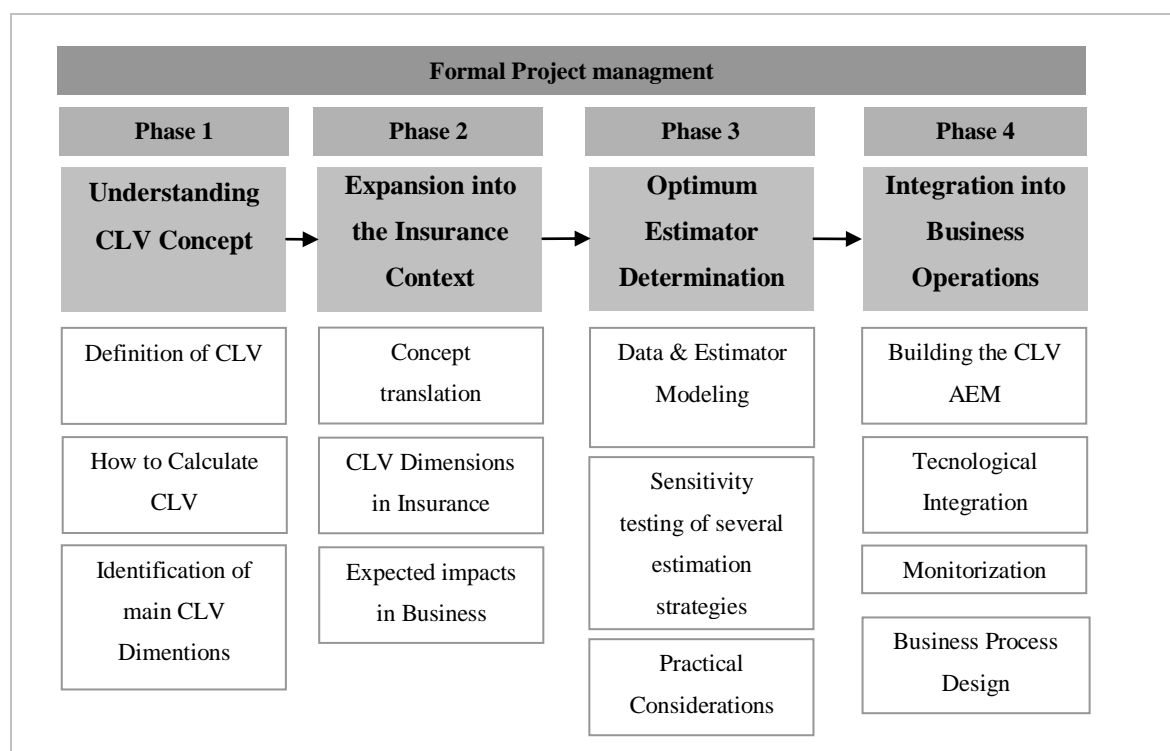 Formal Project managment
Phase 1
Phase 2
Phase 3
Phase 4
Understanding
CLV Concept
Expansion into
the Insurance
Context
Optimum
Estimator
Determination
Integration into
Business
Operations
Definition of CLV
How to Calculate
CLV
Identification of
main CLV
Dimentions
Concept
translation
CLV Dimensions
in Insurance
Expected impacts
in Business
Data & Estimator
Modeling
Sensitivity
testing of several
estimation
strategies
Practical
Considerations
Building the CLV
AEM
Tecnological
Integration
Monitorization
Business Process
Design